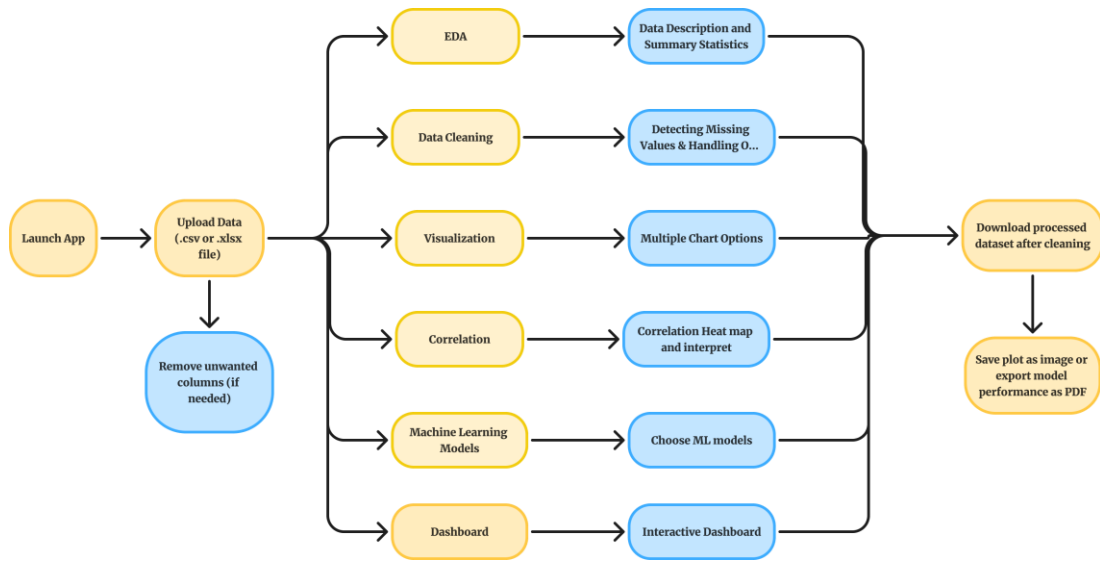 EDA
Data Description and
Summary Statistics
Data Cleaning
Detecting Missing
Values & Handling O...
Launch App
Upload Data
(.csv or .xlsx
file)
Visualization
Multiple Chart Options
Download processed
dataset after cleaning
Remove unwanted
columns (if
needed)
Correlation
Correlation Heat map
and interpret
Save plot as image or
export model
performance as PDF
Machine Learning
Models
Choose ML models
Dashboard
Interactive Dashboard